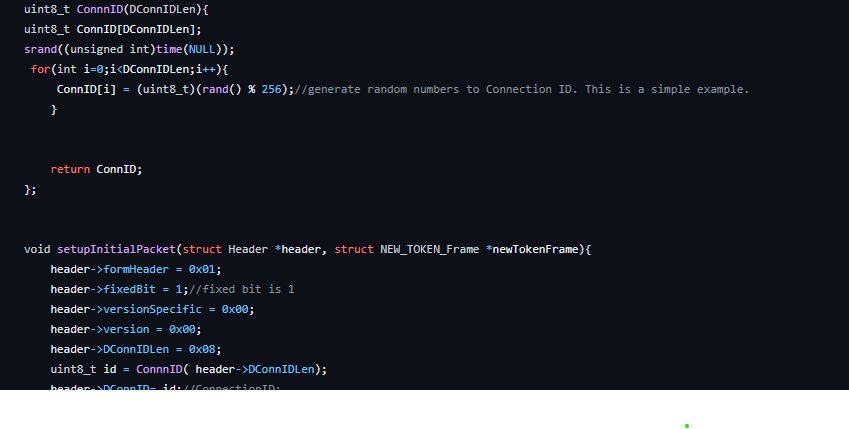 uint8_t ConnnID(DConnIDLen){
uint8_t ConnID[DConnIDLen];
srand((unsigned int)time(NULL));
for(int i=0;i<DConnIDLen;i++){
ConnID[i] = (uint8_t)(rand() % 256);//generate random numbers to Connection ID. This is a simple example.
}
return ConnID;
};
void setupInitialPacket(struct Header *header, struct NEW_TOKEN_Frame *newTokenFrame){
header->formHeader = 0x01;
header->fixedBit = 1;//fixed bit is 1
header->versionSpecific = 0x00;
header->version = 0x00;
header->DConnIDLen = 0x08;
uint8_t id = ConnnID( header->DConnIDLen);
header->DConnID= id;//ConnectionID;